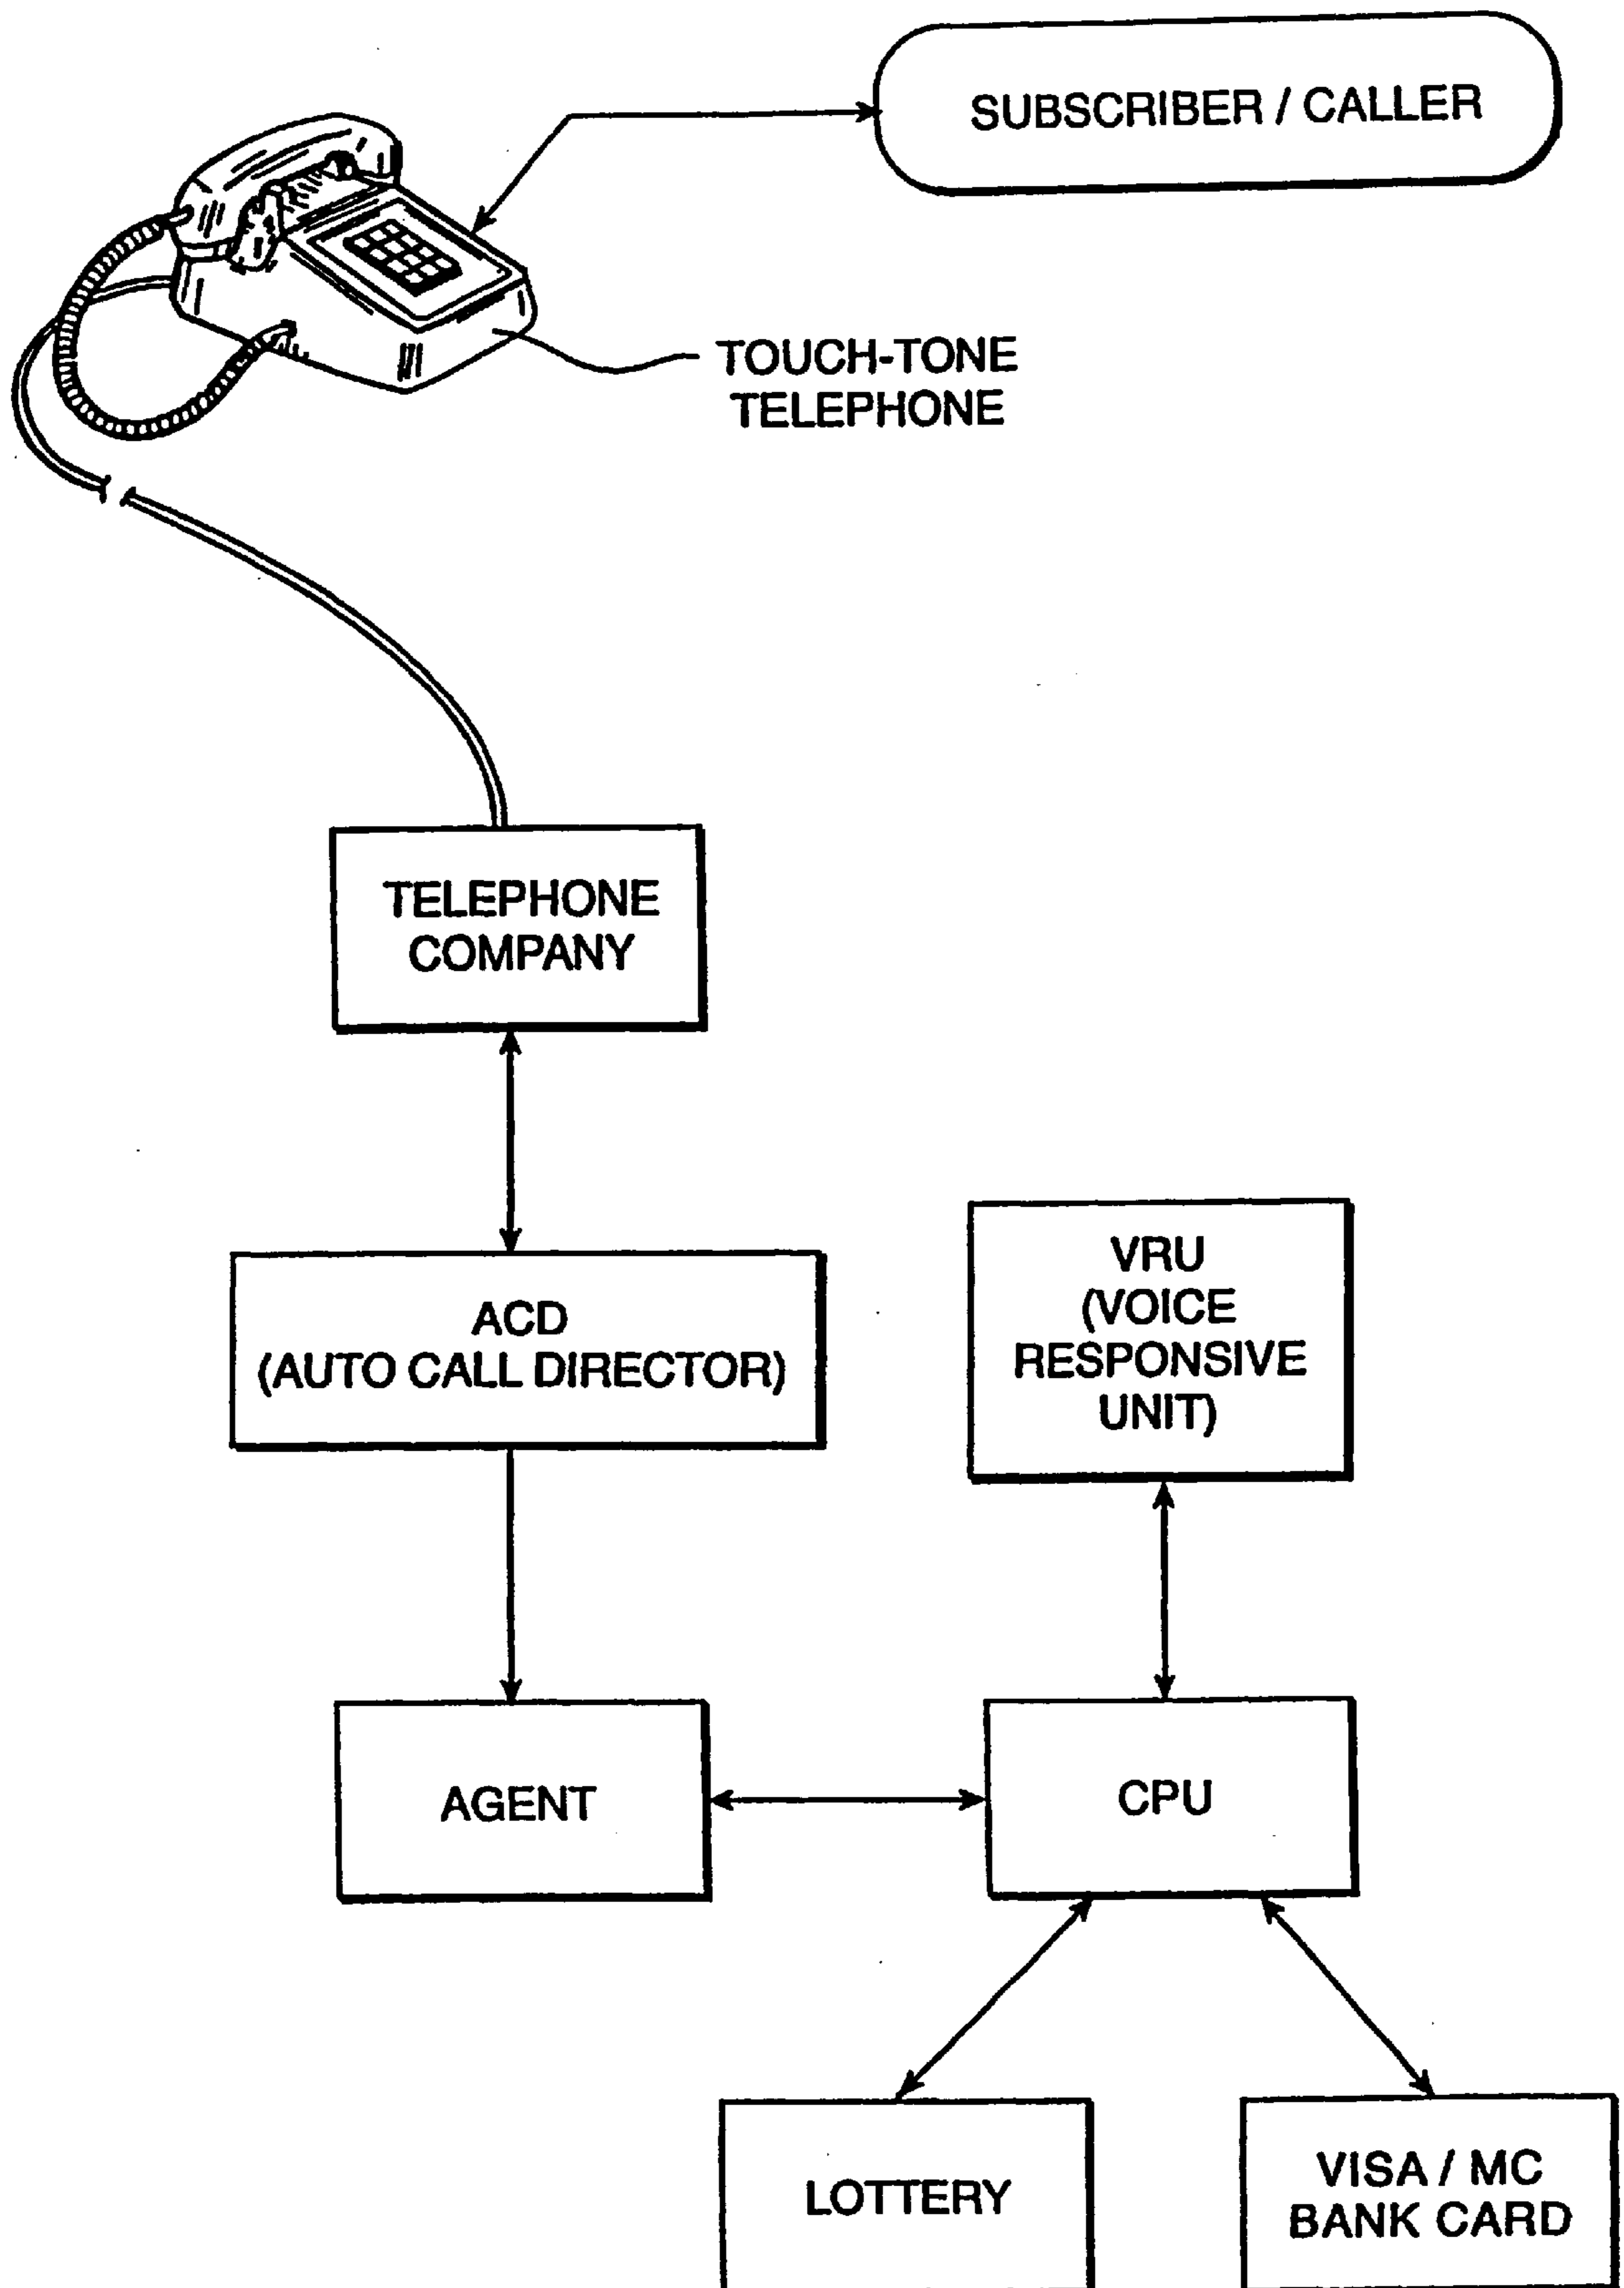 SUBSCRIBER / CALLER
TOUCH-TONE
TELEPHONE
TELEPHONE
COMPANY
ACD
(AUTO CALL DIRECTOR)
VRU
(VOICE
RESPONSIVE
UNIT)
AGENT
CPU
LOTTERY
VISA / MC
BANK CARD